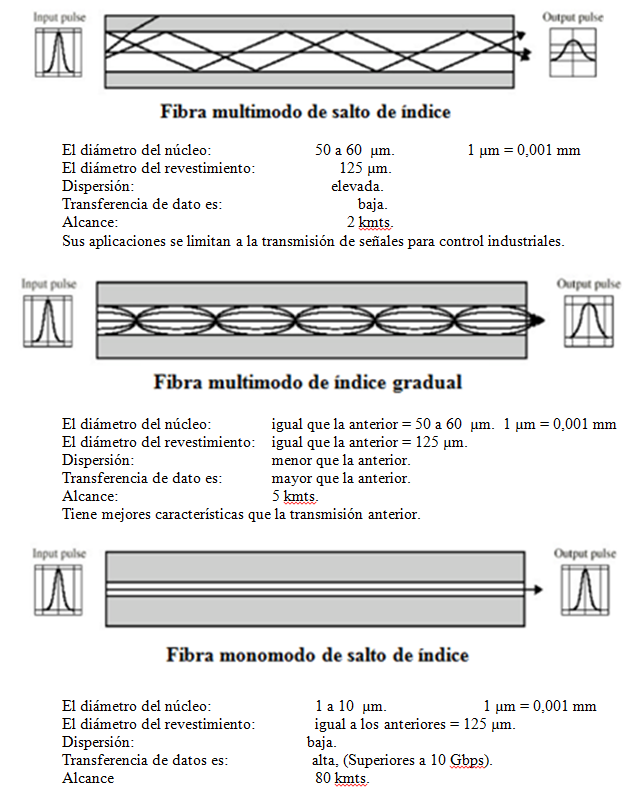 Input pulse Output pulse
Fibra multimodo de salto de índice
El diámetro del núcleo: 50 a 60 μm. 1 μm = 0,001 mm
El diámetro del revestimiento: 125 μm.
Dispersión: elevada.
Transferencia de dato es: baja.
Alcance: 2 kmts.
Sus aplicaciones se limitan a la transmisión de señales para control industriales.
Input pulse Output pulse
Fibra multimodo de índice gradual
El diámetro del núcleo: igual que la anterior = 50 a 60 μm. 1 μm = 0,001 mm
El diámetro del revestimiento: igual que la anterior = 125 μm.
Dispersión: menor que la anterior.
Transferencia de dato es: mayor que la anterior.
Alcance: 5 kmts.
Tiene mejores características que la transmisión anterior.
Input pulse Output pulse
Fibra monomodo de salto de índice
El diámetro del núcleo: 1 a 10 μm. 1 μm = 0,001 mm
El diámetro del revestimiento: igual a los anteriores = 125 μm.
Dispersión: baja.
Transferencia de datos es: alta, (Superiores a 10 Gbps).
Alcance 80 kmts.